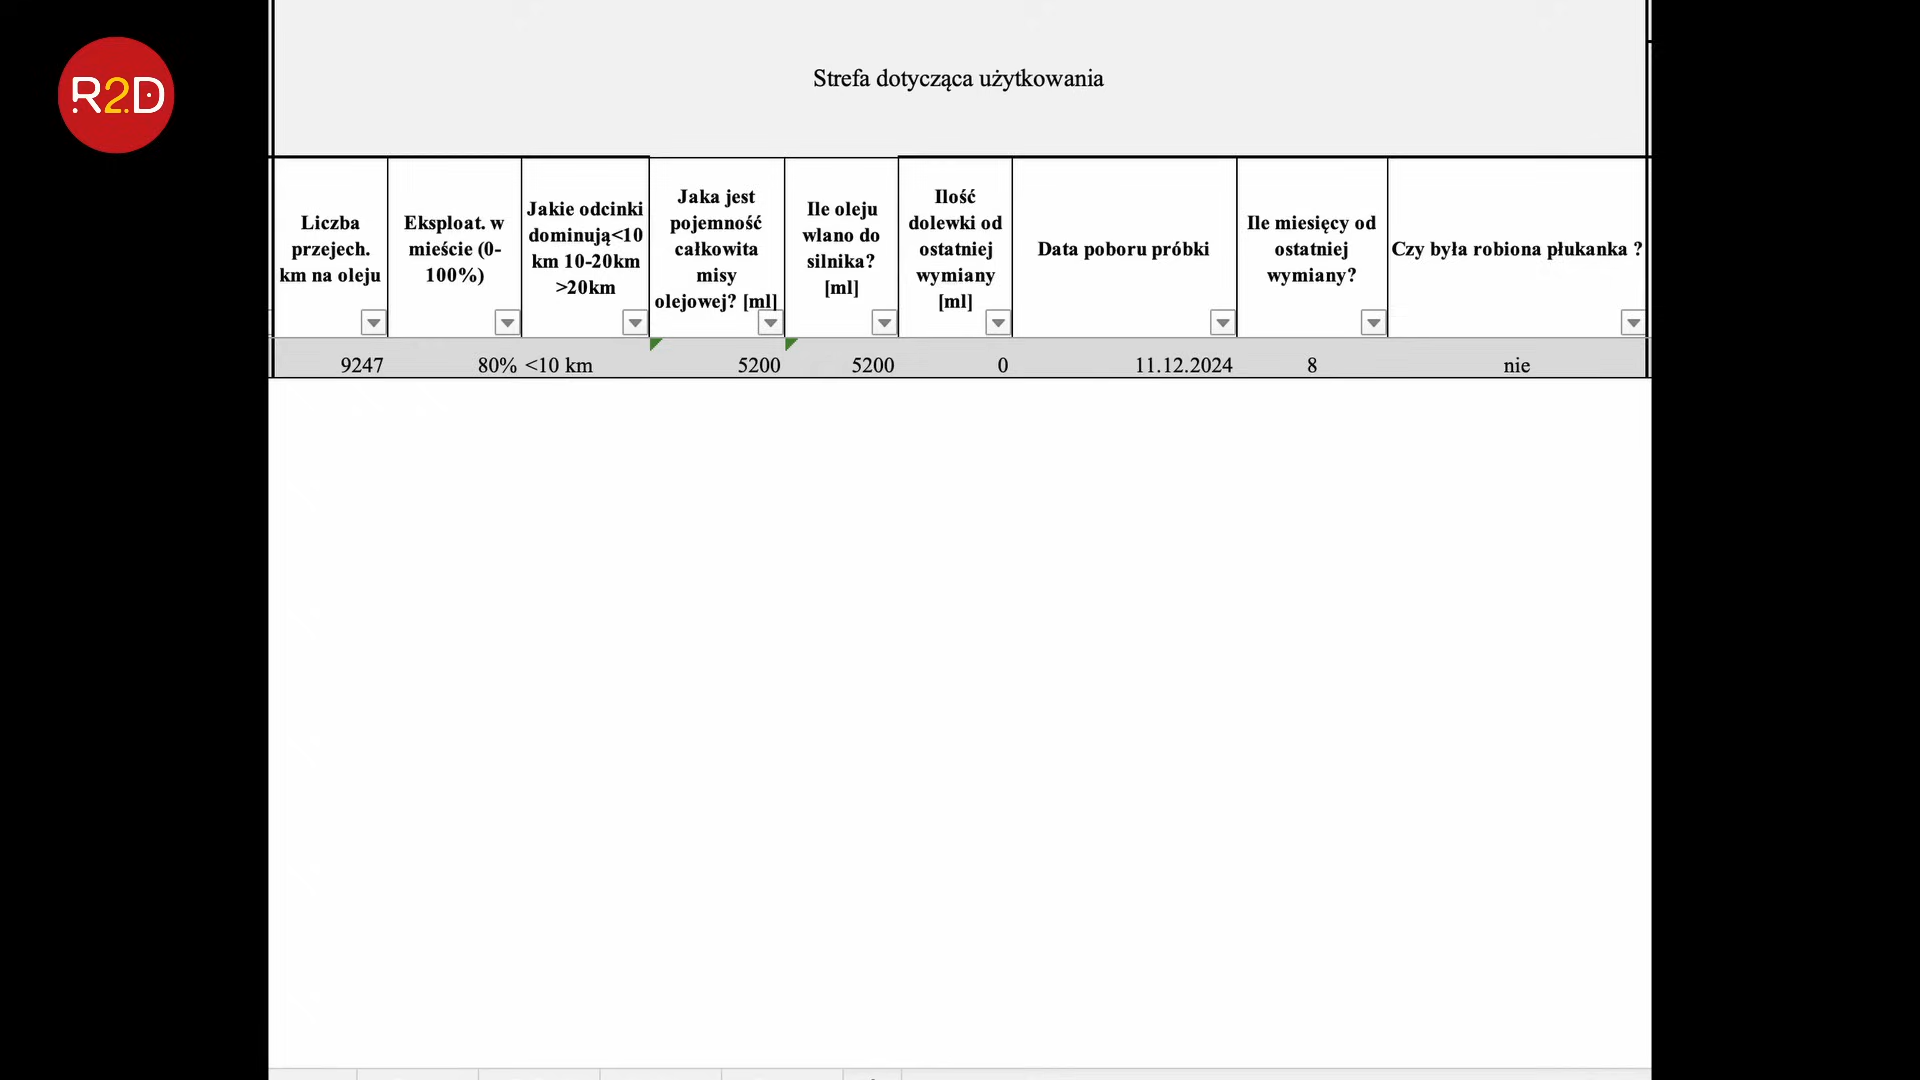 R2D
Strefa dotycząca użytkowania
Liczba
przejech.
km na oleju
Eksploat. w
mieście (0-
100%)
Jakie odcinki
dominują<10
km 10-20km
>20km
Jaka jest
pojemność
całkowita
misy
olejowej? [ml]
Ile oleju
wlano do
silnika?
[ml]
Ilość
dolewki od
ostatniej
wymiany
[ml]
Data poboru próbki
Ile miesięcy od
ostatniej
wymiany?
Czy była robiona płukanka ?
9247 80% <10 km 5200 5200 0 11.12.2024 8 nie